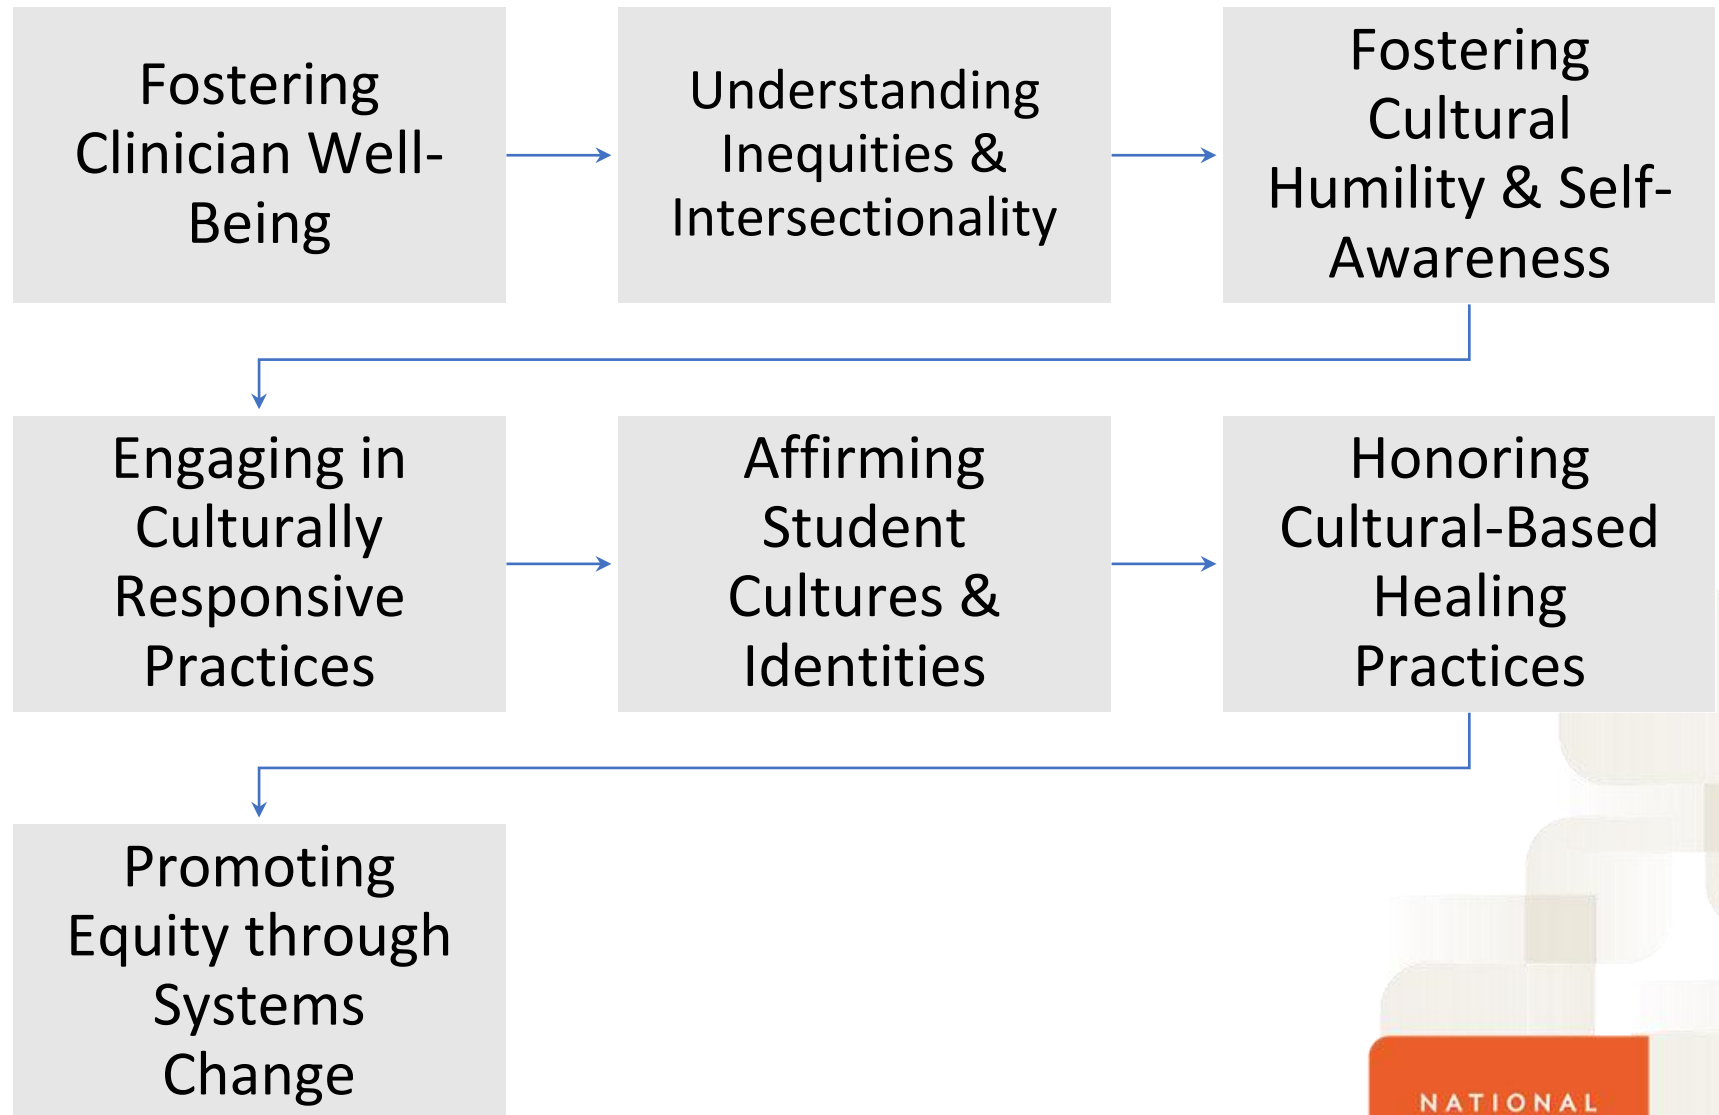 Fostering
Clinician Well-
Being
Understanding
Inequities &
Intersectionality
Fostering
Cultural
Humility & Self-
Awareness
Engaging in
Culturally
Responsive
Practices
Affirming
Student
Cultures &
Identities
Honoring
Cultural-Based
Healing
Practices
Promoting
Equity through
Systems
Change
NATIONAL